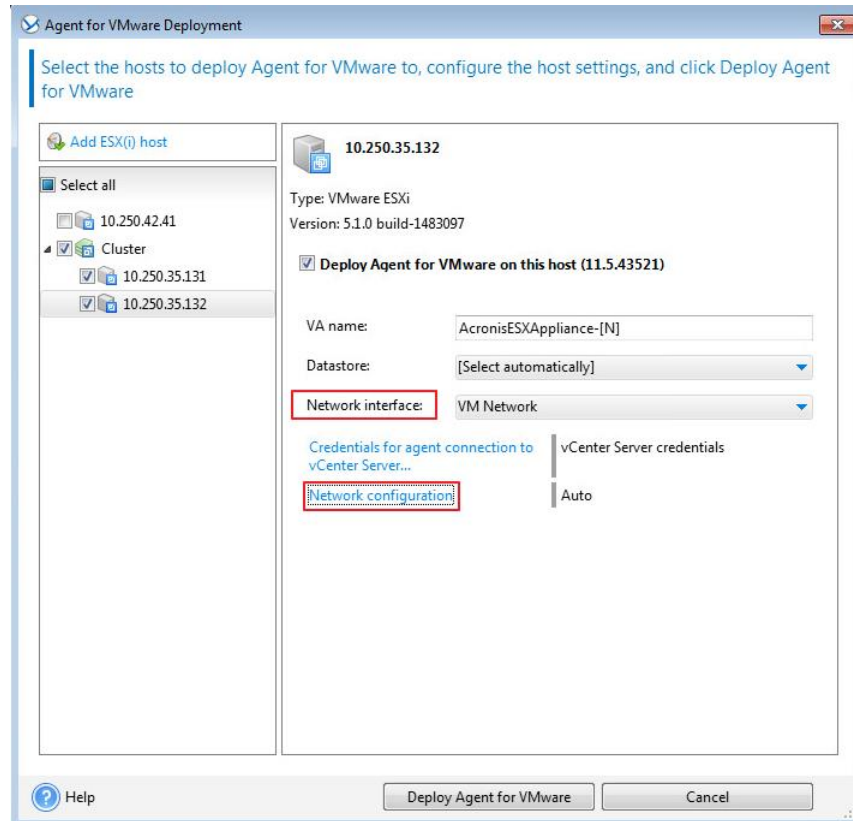 Agent for VMware Deployment
Select the hosts to deploy Agent for VMware to, configure the host settings, and click Deploy Agent
for VMware
Add ESX(i) host
Select all
10.250.42.41
Cluster
10.250.35.131
10.250.35.132
10.250.35.132
Type: VMware ESXi
Version: 5.1.0 build-1483097
Deploy Agent for VMware on this host (11.5.43521)
VA name: AcronisESXAppliance-[N]
Datastore: [Select automatically]
Network interface: VM Network
Credentials for agent connection to
vCenter Server...
vCenter Server credentials
Network configuration Auto
Help Deploy Agent for VMware Cancel